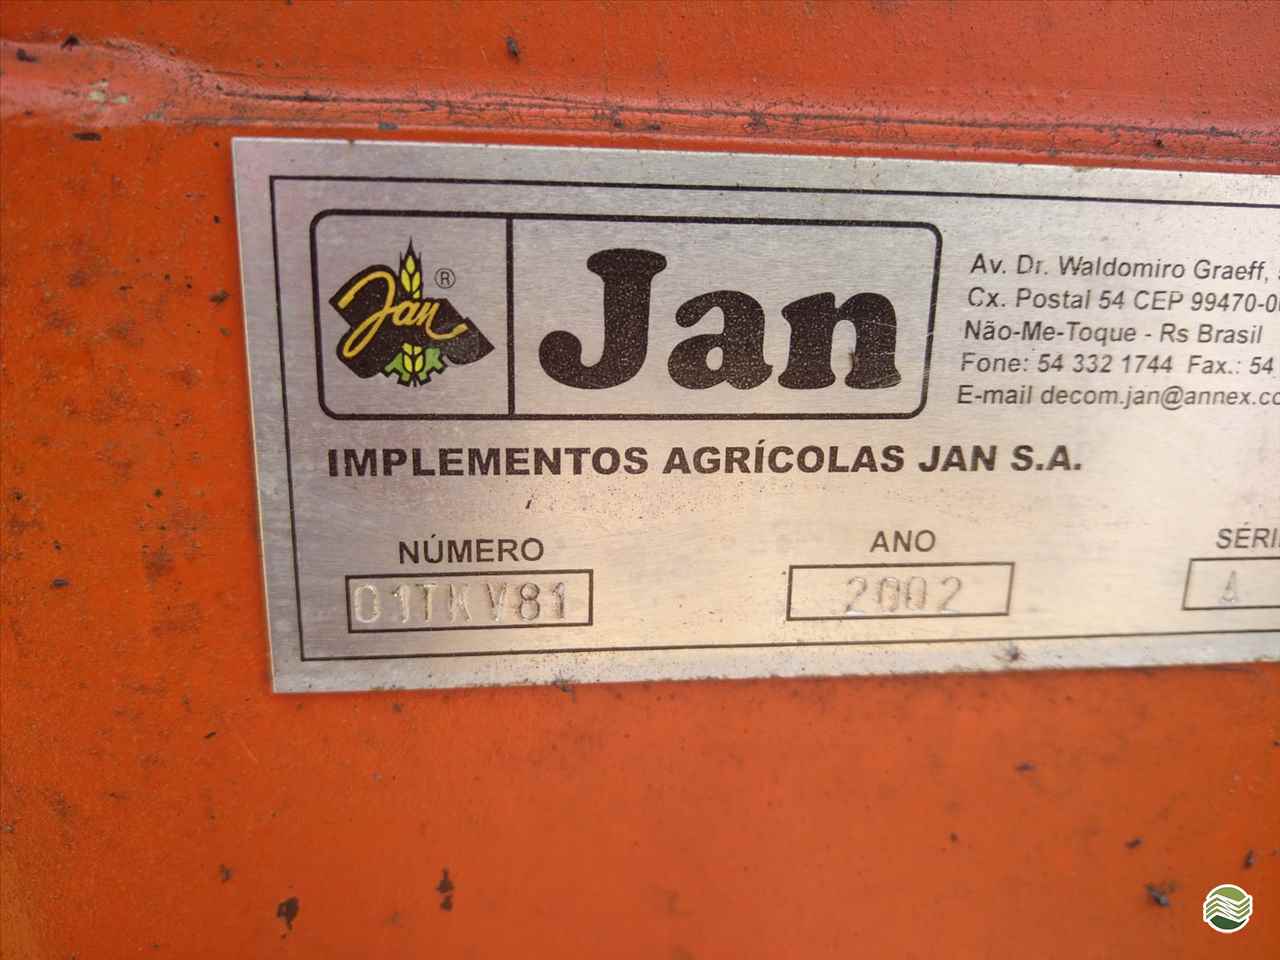 Jan ®
Jan
Av. Dr. Waldomiro Graeff,
Cx. Postal 54 CEP 99470-0
Não-Me-Toque - Rs Brasil
Fone: 54 332 1744 Fax.: 54
E-mail decom.jan@annex.co
IMPLEMENTOS AGRÍCOLAS JAN S.A.
NÚMERO
01TKV81
ANO
2002
SÉRI
A